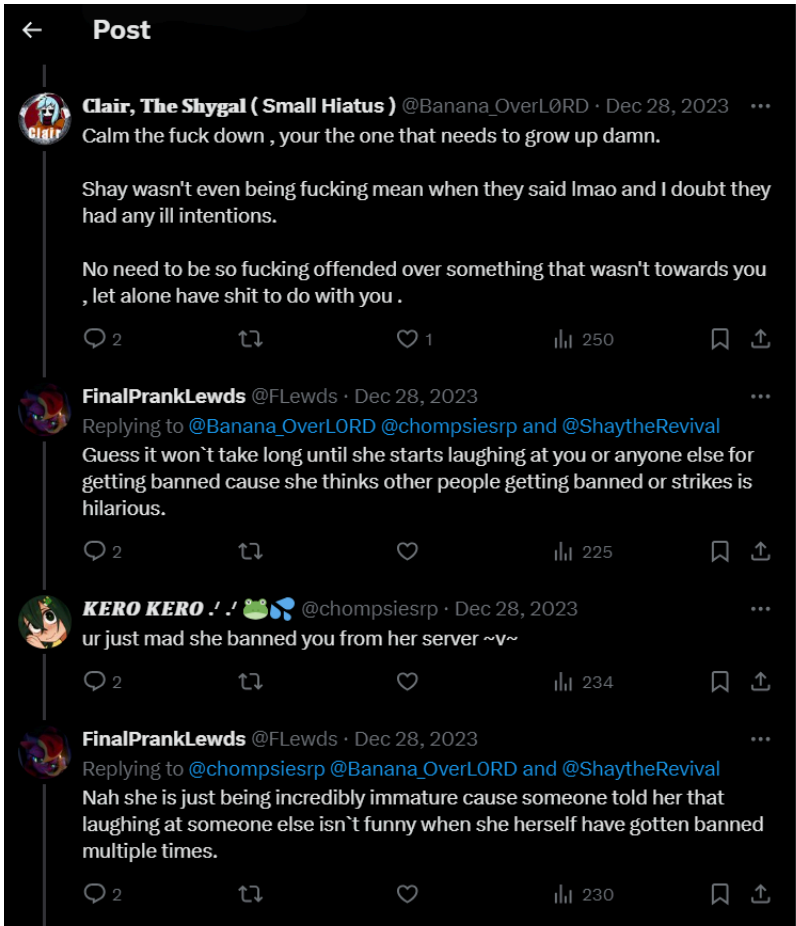 Post
Clair, The Shygal ( Small Hiatus ) @Banana_OverLØRD · Dec 28, 2023
Clair
Calm the fuck down , your the one that needs to grow up damn.
Shay wasn't even being fucking mean when they said lmao and I doubt they
had any ill intentions.
No need to be so fucking offended over something that wasn't towards you
, let alone have shit to do with you .
2 1 250
FinalPrankLewds @FLewds · Dec 28, 2023
Replying to @Banana_OverL0RD @chompsiesrp and @ShaytheRevival
Guess it won`t take long until she starts laughing at you or anyone else for
getting banned cause she thinks other people getting banned or strikes is
hilarious.
2 225
KERO KERO .ᐟ .ᐟ 🐸💦 @chompsiesrp · Dec 28, 2023
ur just mad she banned you from her server ~v~
2 234
FinalPrankLewds @FLewds · Dec 28, 2023
Replying to @chompsiesrp @Banana_OverL0RD and @ShaytheRevival
Nah she is just being incredibly immature cause someone told her that
laughing at someone else isn`t funny when she herself have gotten banned
multiple times.
2 230